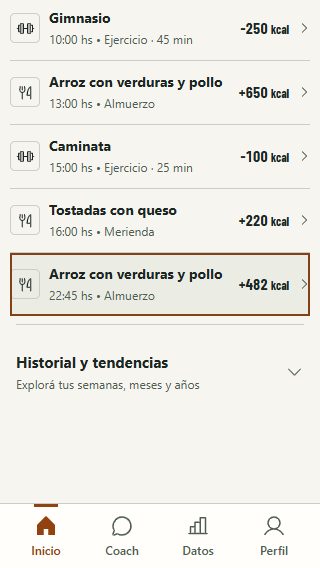 Gimnasio
-250 kcal
10:00 hs • Ejercicio · 45 min
Arroz con verduras y pollo
+650 kcal
13:00 hs • Almuerzo
Caminata
-100 kcal
15:00 hs • Ejercicio · 25 min
Tostadas con queso
+220 kcal
16:00 hs • Merienda
Arroz con verduras y pollo
+482 kcal
22:45 hs • Almuerzo
Historial y tendencias
Explorá tus semanas, meses y años
Inicio Coach Datos Perfil